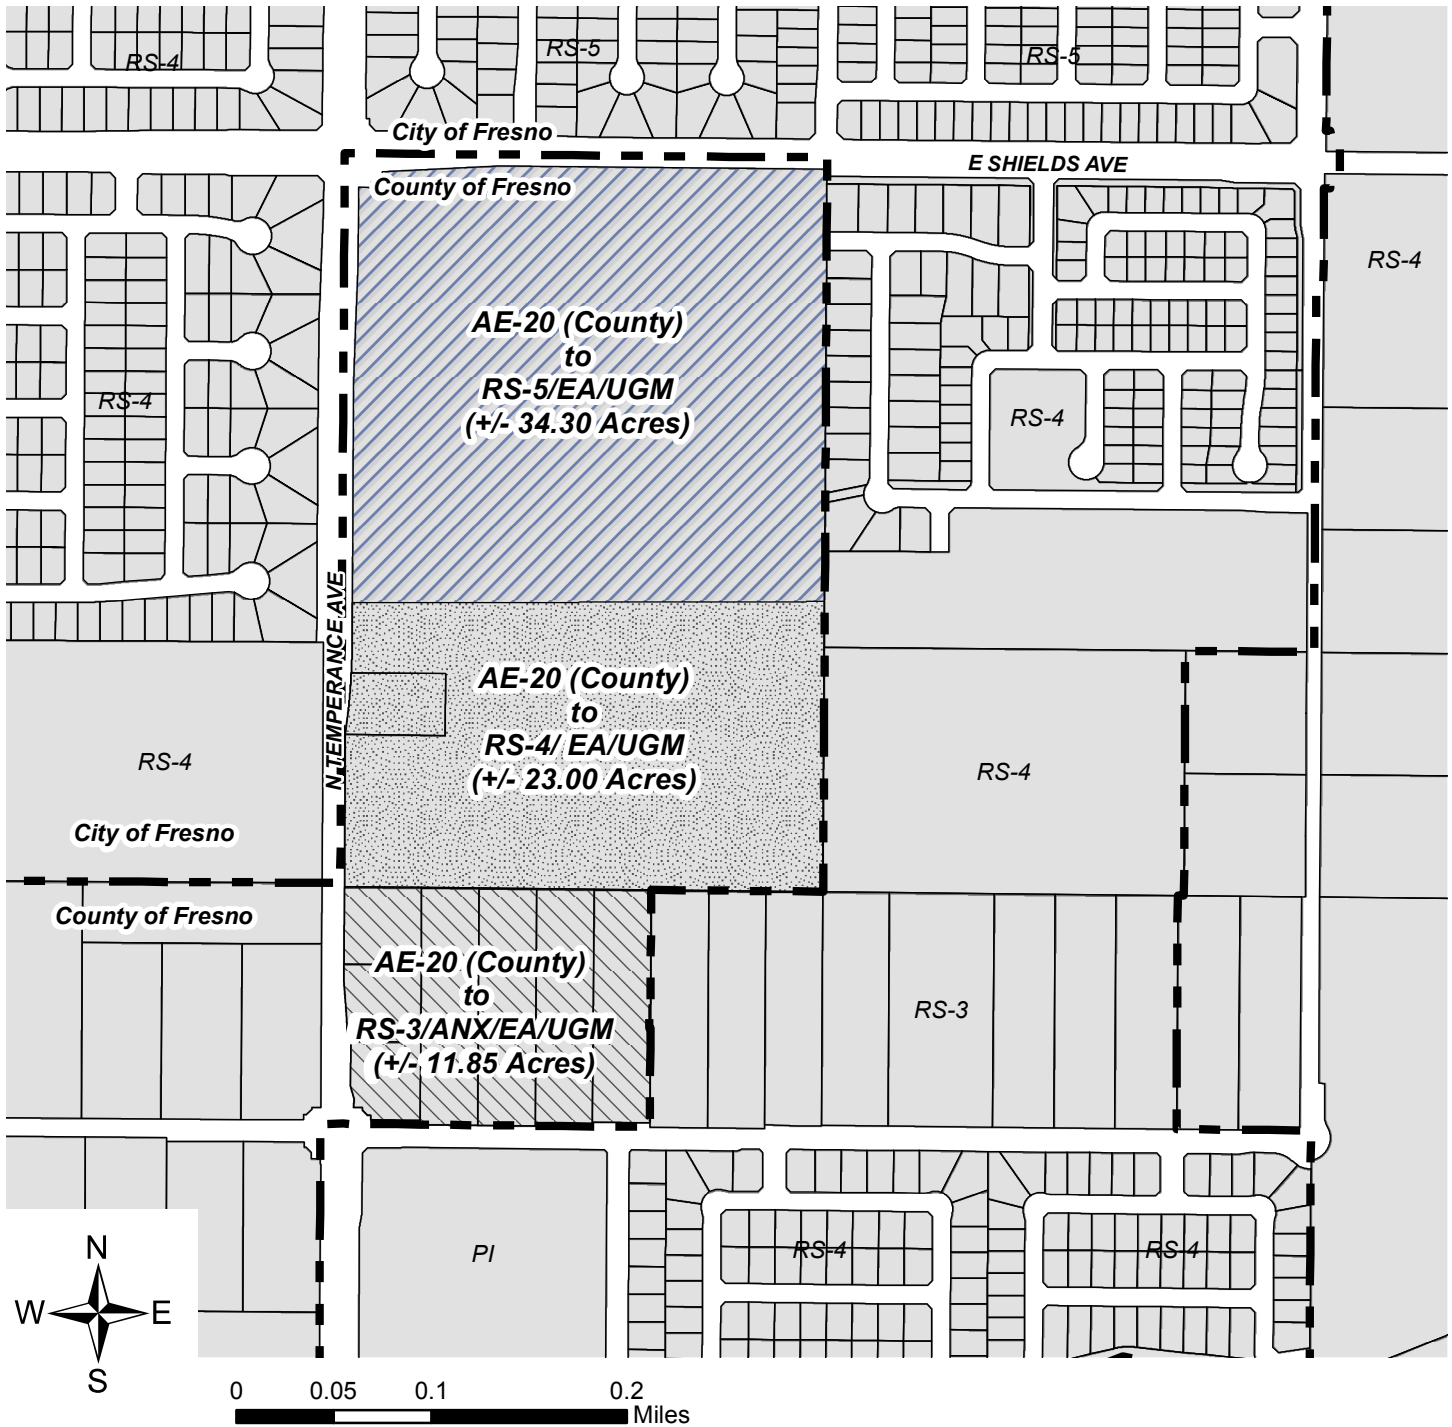 RS-4
RS-5
RS-5
City of Fresno
E SHIELDS AVE
County of Fresno
RS-4
AE-20 (County)
to
RS-5/EA/UGM
(+/- 34.30 Acres)
RS-4
RS-4
N TEMPERANCE AVE
AE-20 (County)
to
RS-4/ EA/UGM
(+/- 23.00 Acres)
RS-4
RS-4
City of Fresno
County of Fresno
AE-20 (County)
to
RS-3/ANX/EA/UGM
(+/- 11.85 Acres)
RS-3
PI
RS-4
RS-4
N
W E
S
0 0.05 0.1 0.2
Miles